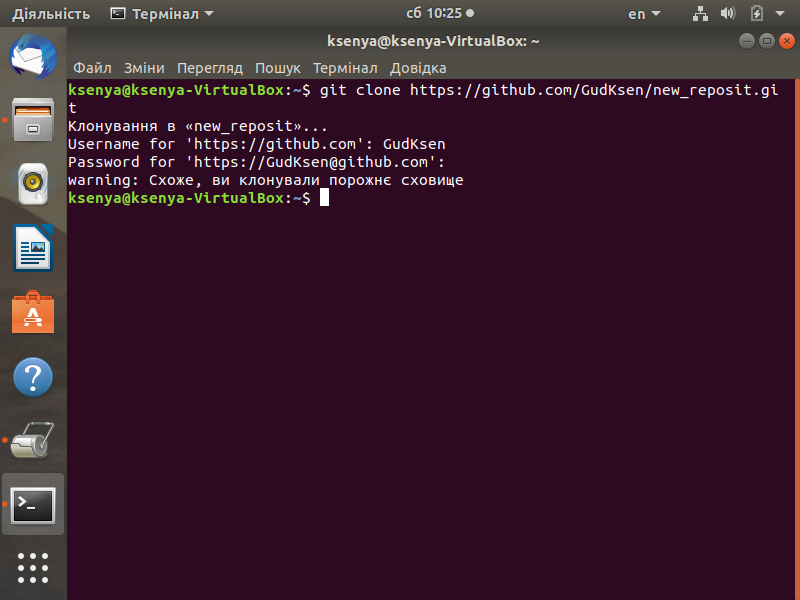 Діяльність Термінал сб 10:25 en
ksenya@ksenya-VirtualBox: ~
Файл Зміни Перегляд Пошук Термінал Довідка
ksenya@ksenya-VirtualBox:~$ git clone https://github.com/GudKsen/new_reposit.gi
t
Клонування в «new_reposit»...
Username for 'https://github.com': GudKsen
Password for 'https://GudKsen@github.com':
warning: Схоже, ви клонували порожнє сховище
ksenya@ksenya-VirtualBox:~$